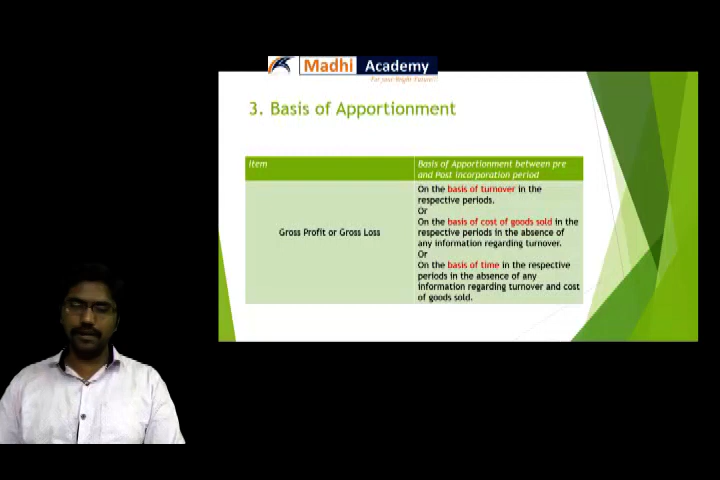 Madhi Academy
For your Bright Future
3. Basis of Apportionment
Item
Basis of Apportionment between pre
and Post incorporation period
Gross Profit or Gross Loss
On the basis of turnover in the
respective periods.
Or
On the basis of cost of goods sold in the
respective periods in the absence of
any information regarding turnover.
Or
On the basis of time in the respective
periods in the absence of any
information regarding turnover and cost
of goods sold.